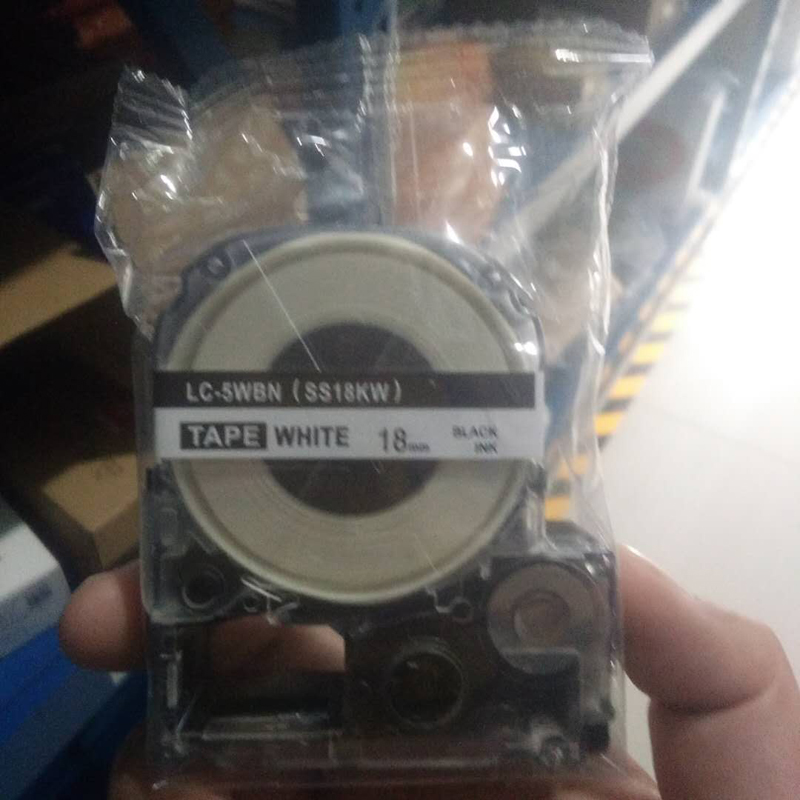 LC-5WBN (SS18KW)
TAPE WHITE 18mm BLACK
INK